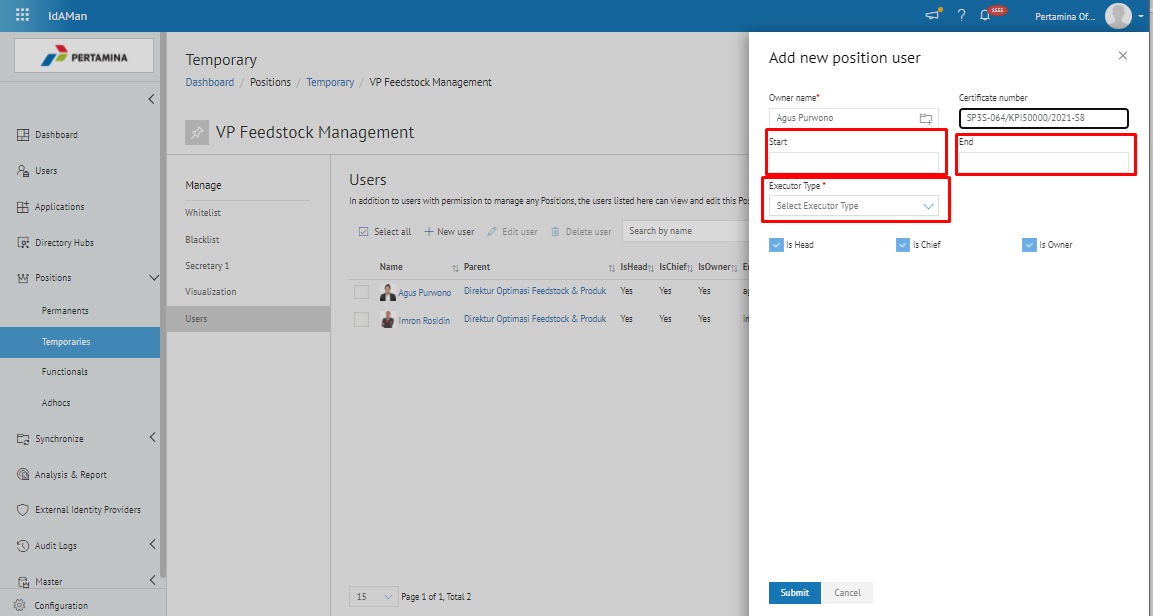 IdAMan
1555
Pertamina Of...
PERTAMINA
Dashboard
Users
Applications
Directory Hubs
Positions
Permanents
Temporaries
Functionals
Adhocs
Synchronize
Analysis & Report
External Identity Providers
Audit Logs
Master
Configuration
Temporary
Dashboard / Positions / Temporary / VP Feedstock Management
VP Feedstock Management
Manage
Whitelist
Blacklist
Secretary 1
Visualization
Users
Users
In addition to users with permission to manage any Positions, the users listed here can view and edit this Pos
Select all New user Edit user Delete user Search by name
Name Parent IsHead IsChief IsOwner
Agus Purwono Direktur Optimasi Feedstock & Produk Yes Yes Yes
Imron Rosidin Direktur Optimasi Feedstock & Produk Yes Yes Yes
15 Page 1 of 1, Total 2
Add new position user
Owner name* Certificate number
Agus Purwono SP3S-064/KPI50000/2021-S8
Start End
Executor Type *
Select Executor Type
Is Head Is Chief Is Owner
Submit Cancel